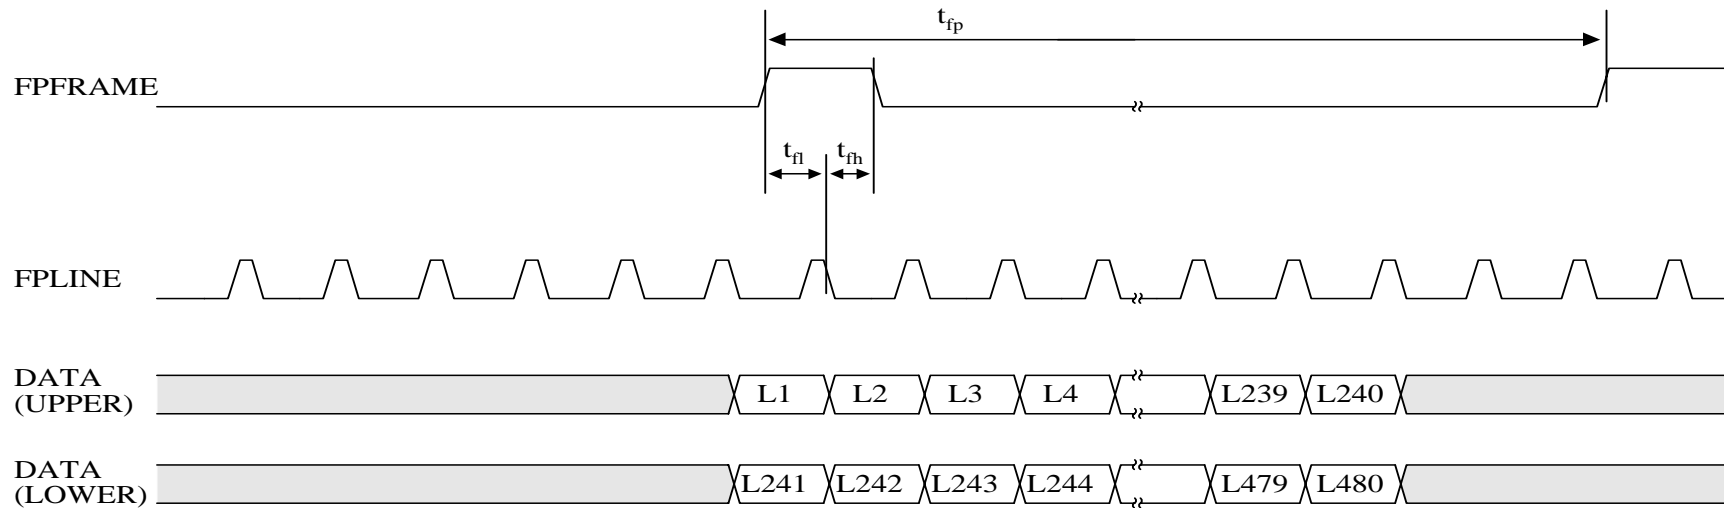 t_fp
FPFRAME
t_fl t_fh
FPLINE
DATA
(UPPER)
L1 L2 L3 L4 L239 L240
DATA
(LOWER)
L241 L242 L243 L244 L479 L480